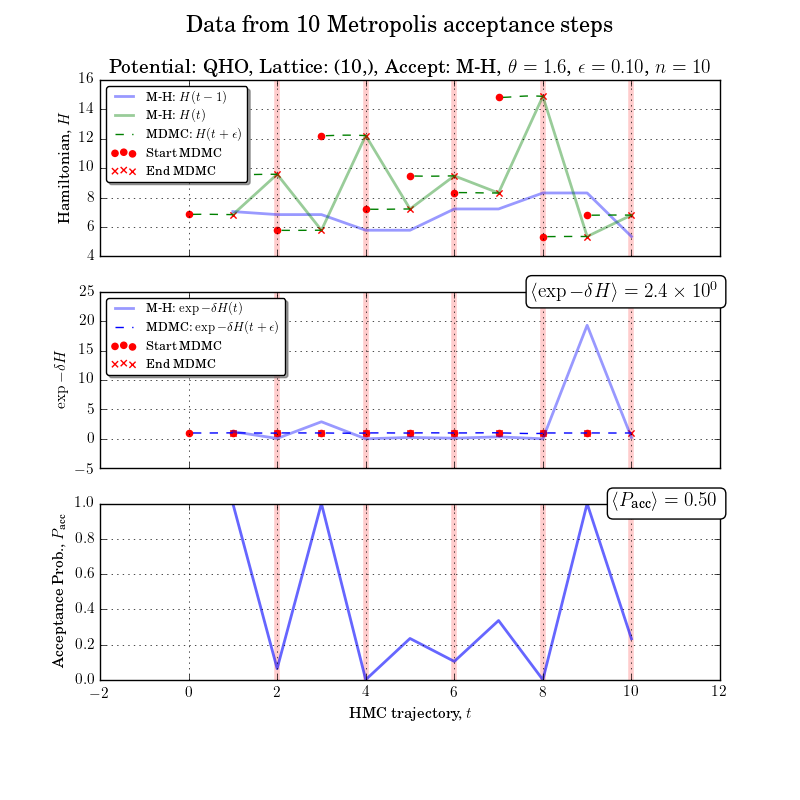 Data from 10 Metropolis acceptance steps
Potential: QHO, Lattice: (10,), Accept: M-H, θ = 1.6, ϵ = 0.10, n = 10
16
14
12
10
8
6
4
Hamiltonian, H
M-H: H(t − 1)
M-H: H(t)
MDMC: H(t + ϵ)
Start MDMC
End MDMC
25
20
15
10
5
0
−5
exp −δH
M-H: exp −δH(t)
MDMC: exp −δH(t + ϵ)
Start MDMC
End MDMC
⟨exp −δH⟩ = 2.4 × 10⁰
1.0
0.8
0.6
0.4
0.2
0.0
Acceptance Prob., Pacc
⟨Pacc⟩ = 0.50
−2 0 2 4 6 8 10 12
HMC trajectory, t